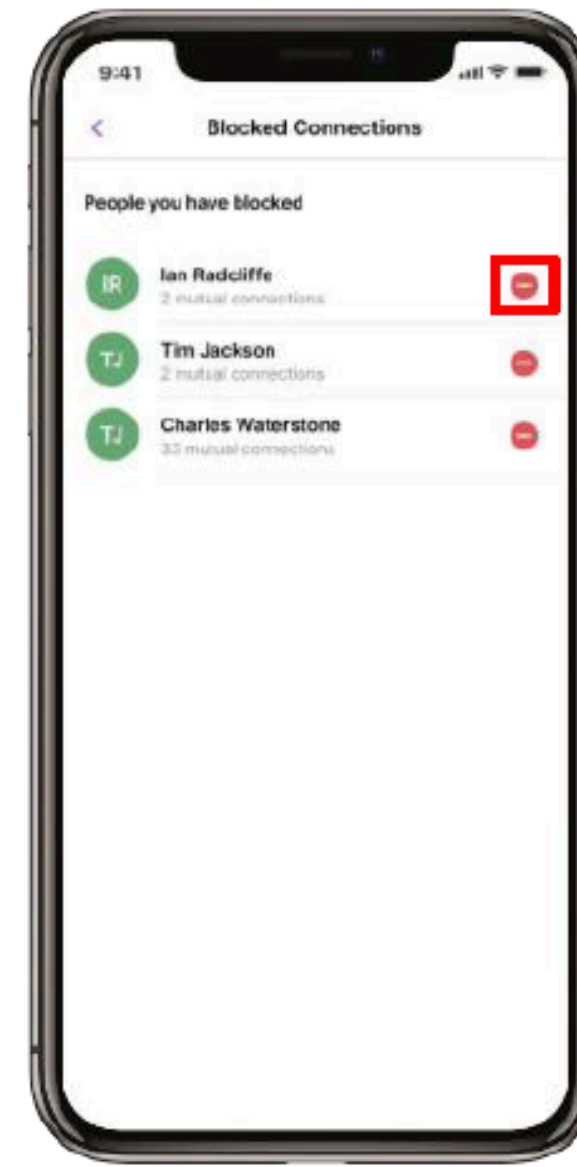 9:41
Blocked Connections
People you have blocked
IR
Ian Radcliffe
2 mutual connections
TJ
Tim Jackson
2 mutual connections
TJ
Charles Waterstone
33 mutual connections